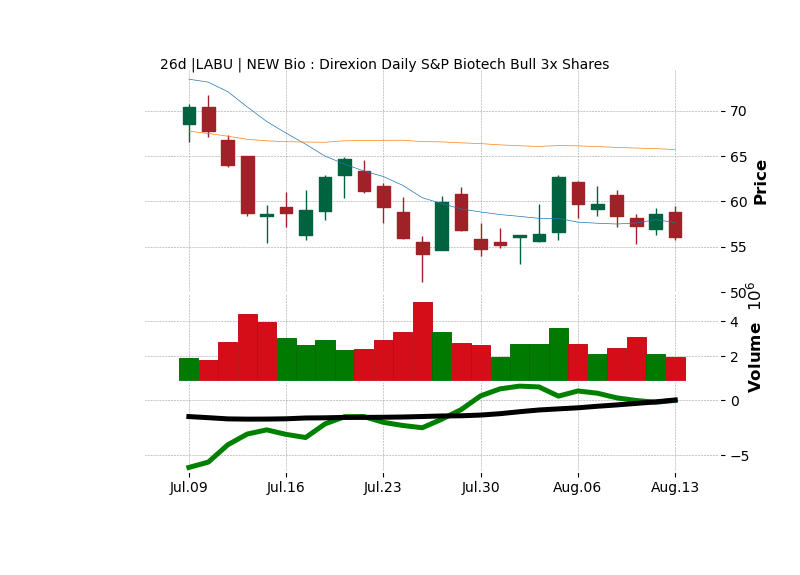 26d |LABU | NEW Bio : Direxion Daily S&P Biotech Bull 3x Shares
70
65
60
55
50
Price
10^6
4
2
Volume
0
−5
Jul.09 Jul.16 Jul.23 Jul.30 Aug.06 Aug.13